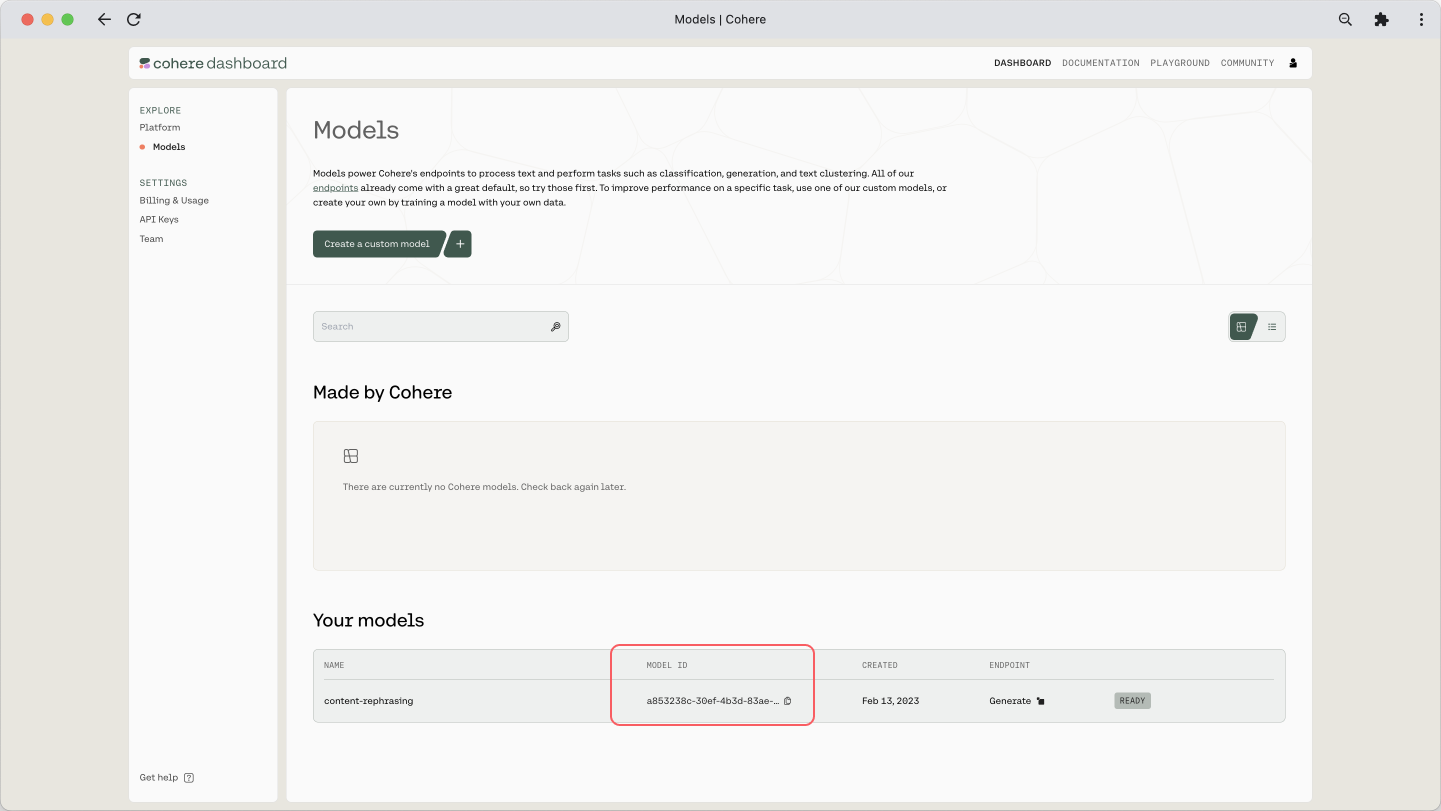 Models | Cohere
cohere dashboard
DASHBOARD DOCUMENTATION PLAYGROUND COMMUNITY
EXPLORE
Platform
Models
SETTINGS
Billing & Usage
API Keys
Team
Get help ?
Models
Models power Cohere's endpoints to process text and perform tasks such as classification, generation, and text clustering. All of our
endpoints already come with a great default, so try those first. To improve performance on a specific task, use one of our custom models, or
create your own by training a model with your own data.
Create a custom model +
Search
Made by Cohere
There are currently no Cohere models. Check back again later.
Your models
NAME MODEL ID CREATED ENDPOINT
content-rephrasing a853238c-30ef-4b3d-83ae-... Feb 13, 2023 Generate READY